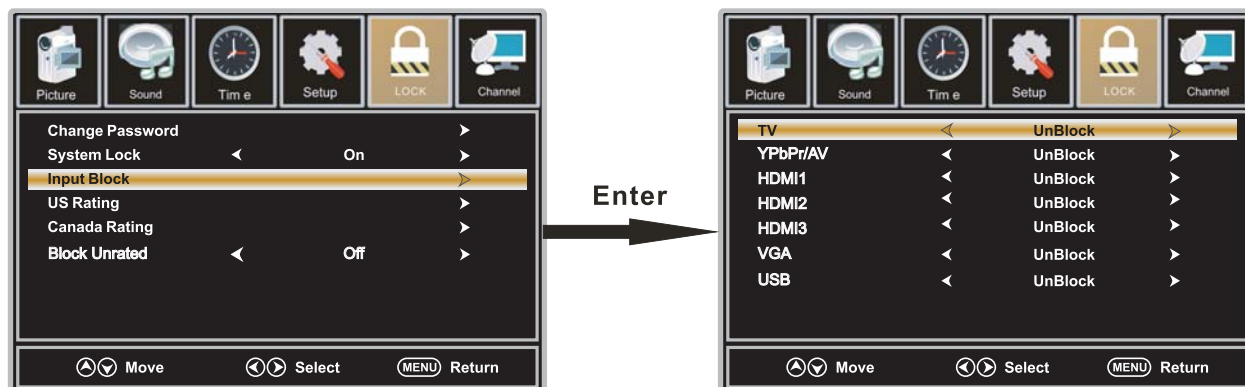 Picture Sound Tim e Setup LOCK Channel
Change Password
System Lock On
Input Block
US Rating
Canada Rating
Block Unrated Off
Move Select MENU Return
Enter
Picture Sound Tim e Setup LOCK Channel
TV UnBlock
YPbPr/AV UnBlock
HDMI1 UnBlock
HDMI2 UnBlock
HDMI3 UnBlock
VGA UnBlock
USB UnBlock
Move Select MENU Return